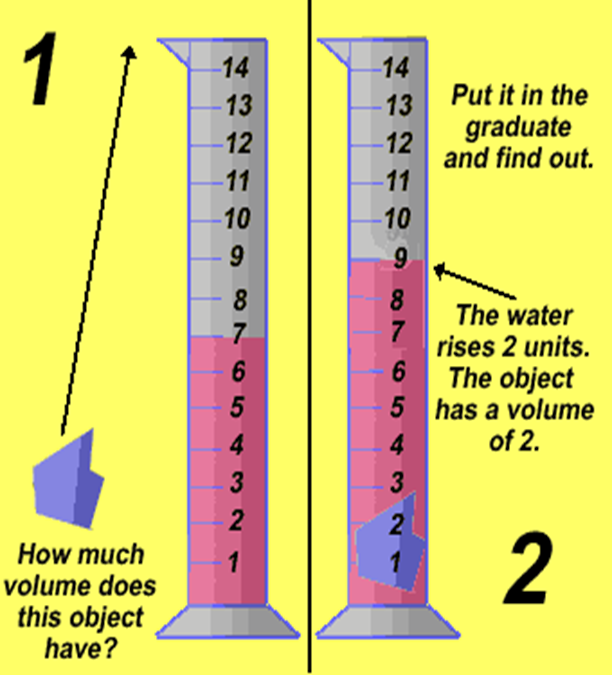 1
14
13
12
11
10
9
8
7
6
5
4
3
2
1
How much
volume does
this object
have?
14
13
12
11
10
9
8
7
6
5
4
3
2
1
Put it in the
graduate
and find out.
The water
rises 2 units.
The object
has a volume
of 2.
2